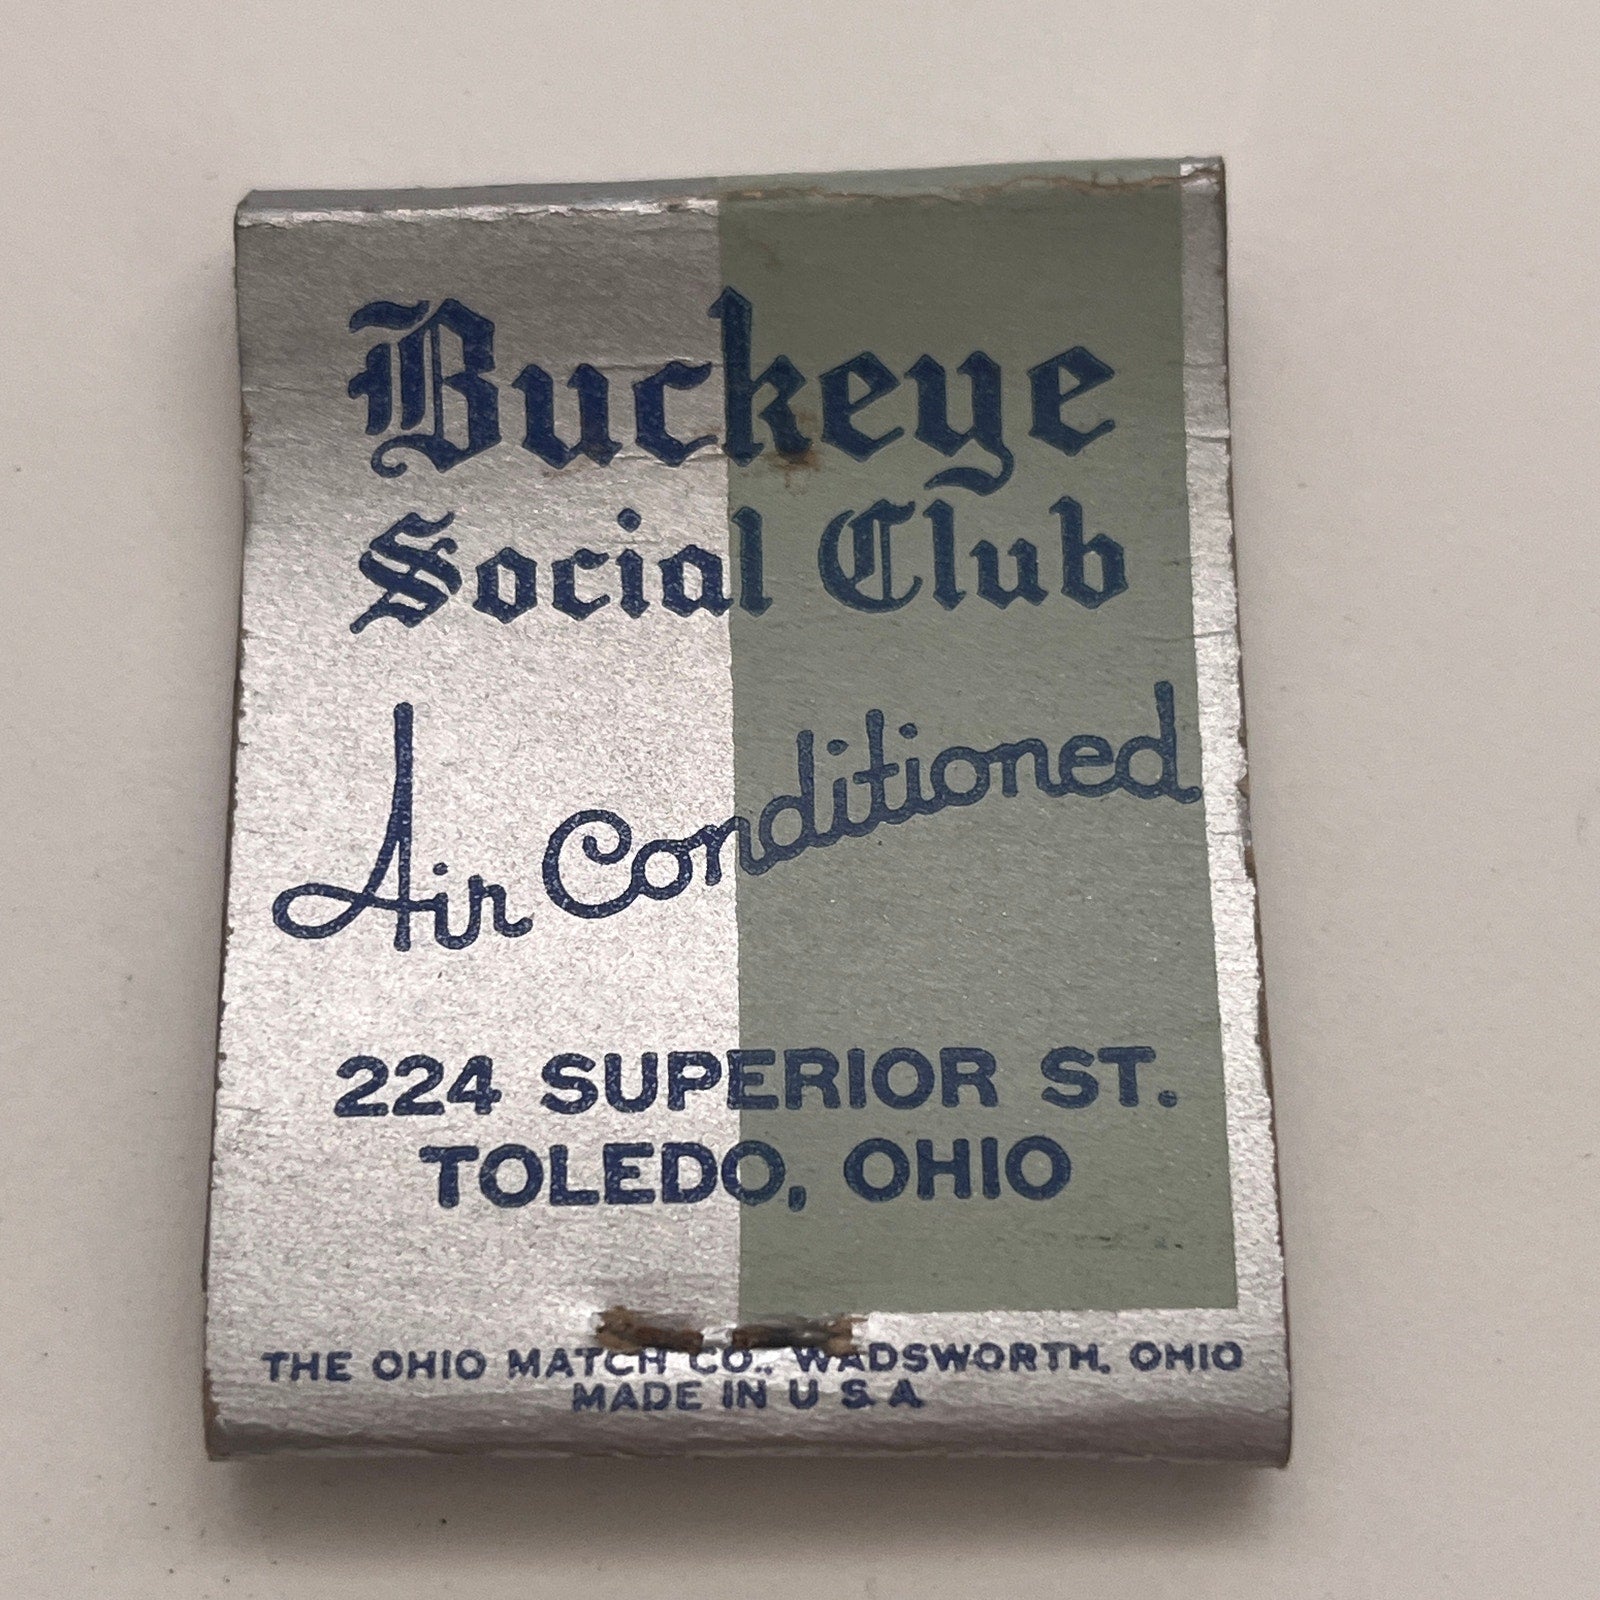 Buckeye
Social Club
Air Conditioned
224 SUPERIOR ST.
TOLEDO, OHIO
THE OHIO MATCH CO., WADSWORTH, OHIO
MADE IN U S A